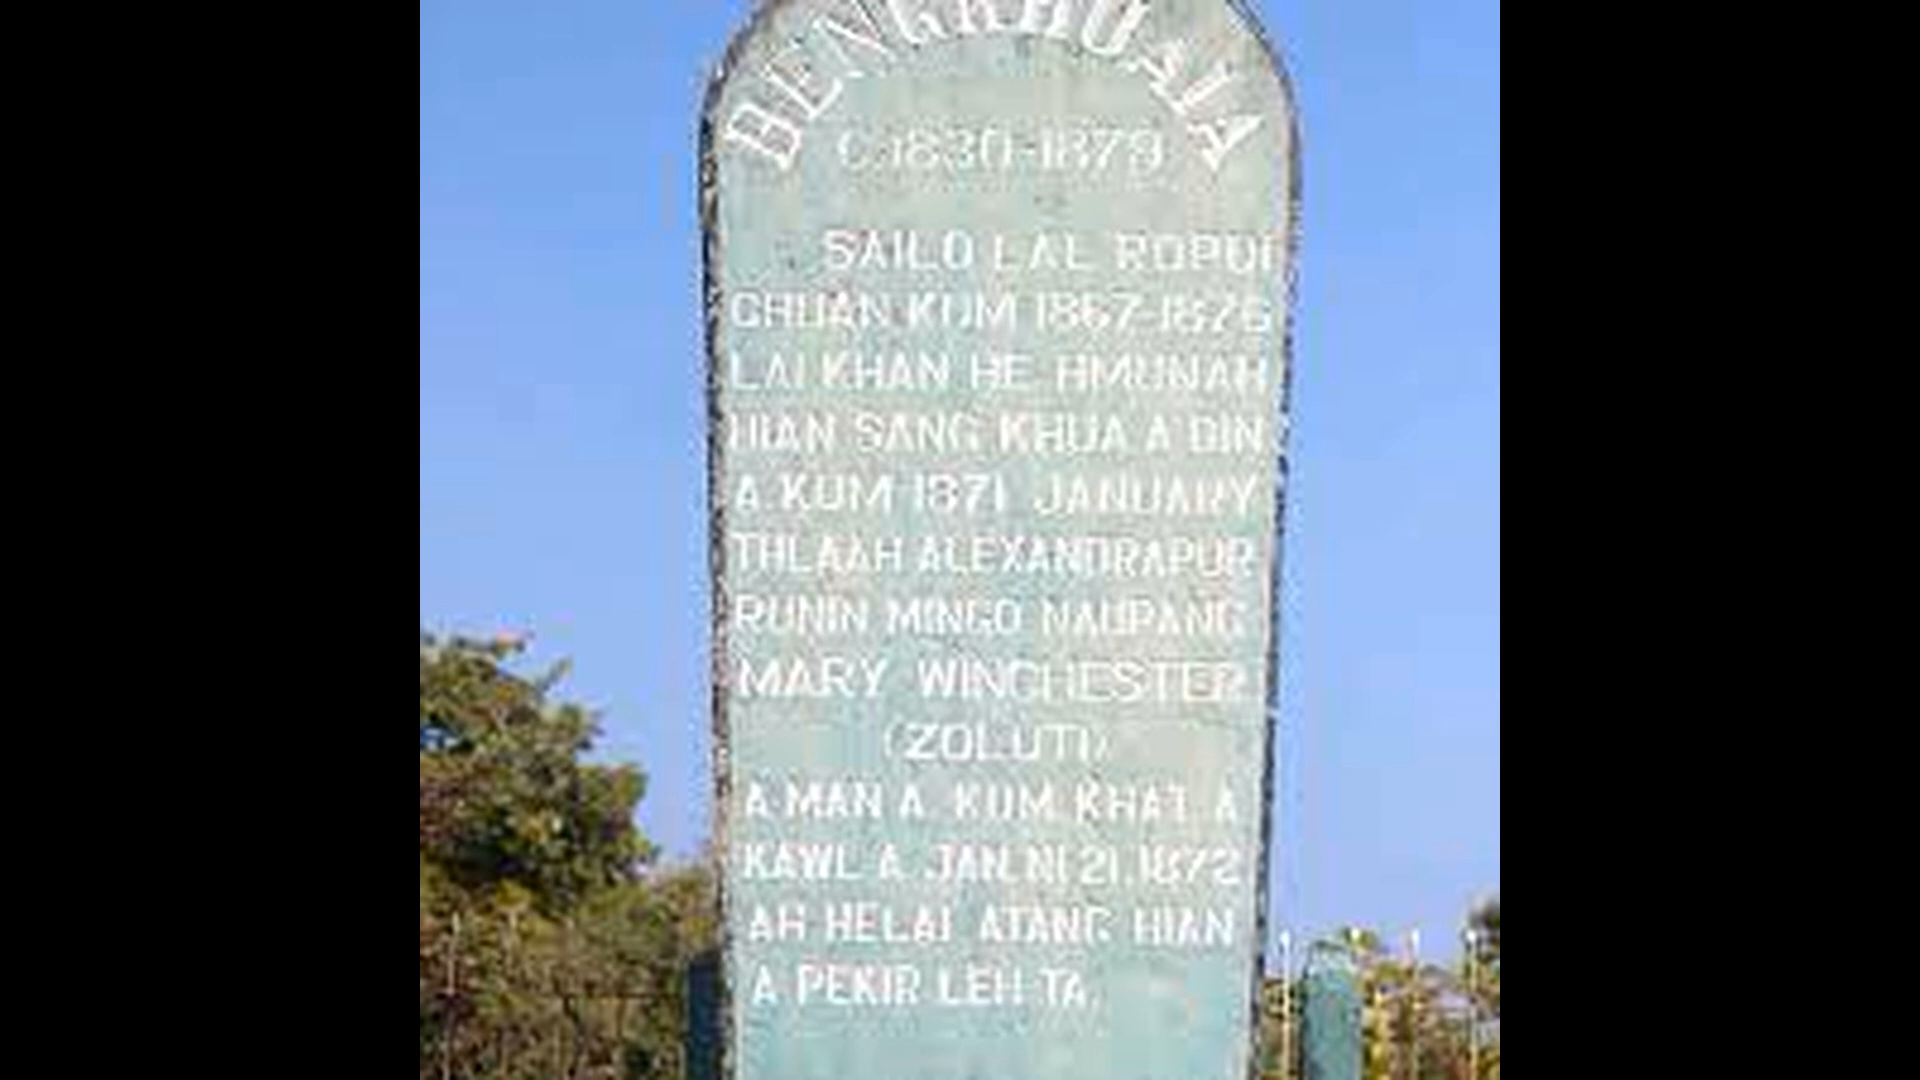 BENGKHUAIA
C.1830-1879
SAILO LAL ROPUI
CHUAN KUM 1867-1876
LAI KHAN HE HMUNAH
HIAN SANG KHUA A DIN
A KUM 1871 JANUARY
THLAAH ALEXANDRAPUR
RUNIN MINGO NAUPANG
MARY WINCHESTER
(ZOLUTI)
A MAN A KUM KHAT A
KAWL A JAN.NI 21.1872
AH HELAI ATANG HIAN
A PEKIR LEH TA.